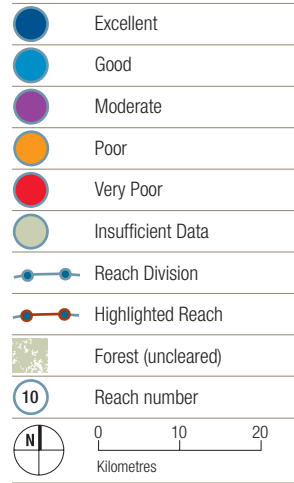 Excellent
Good
Moderate
Poor
Very Poor
Insufficient Data
Reach Division
Highlighted Reach
Forest (uncleared)
10 Reach number
N 0 10 20
Kilometres